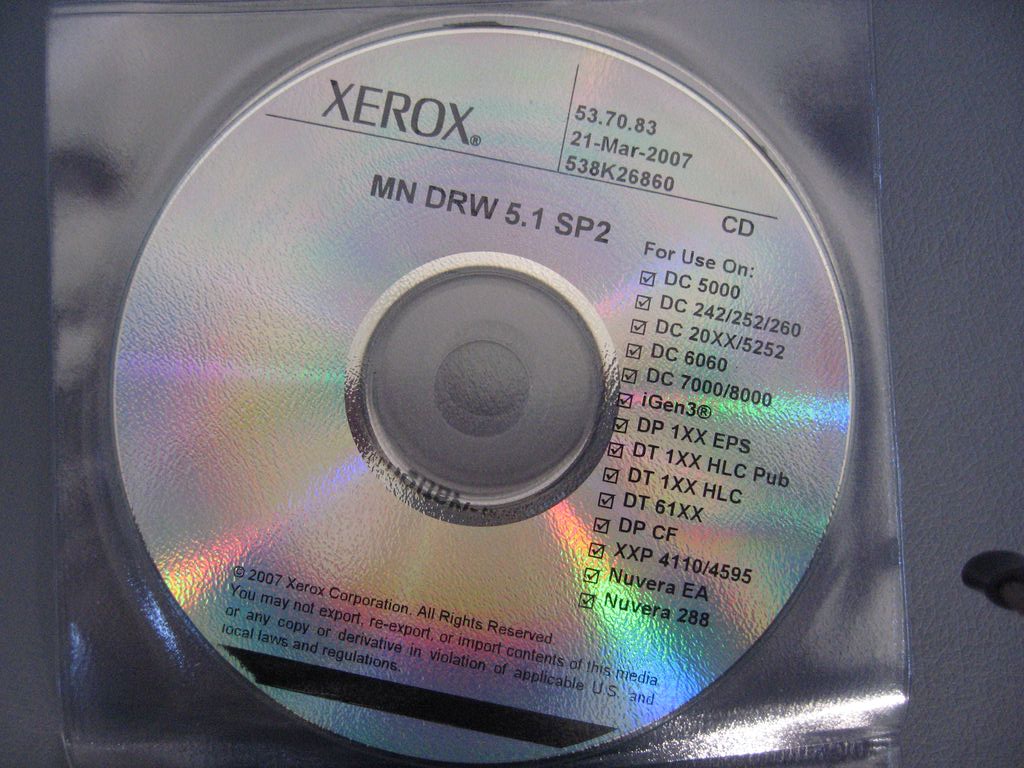 XEROX®
53.70.83
21-Mar-2007
538K26860
CD
MN DRW 5.1 SP2
For Use On:
☑ DC 5000
☑ DC 242/252/260
☑ DC 20XX/5252
☑ DC 6060
☑ DC 7000/8000
☑ iGen3®
☑ DP 1XX EPS
☑ DT 1XX HLC Pub
☑ DT 1XX HLC
☑ DT 61XX
☑ DP CF
☑ XXP 4110/4595
☑ Nuvera EA
☑ Nuvera 288
© 2007 Xerox Corporation. All Rights Reserved
You may not export, re-export, or import contents of this media
or any copy or derivative in violation of applicable U.S. and
local laws and regulations.